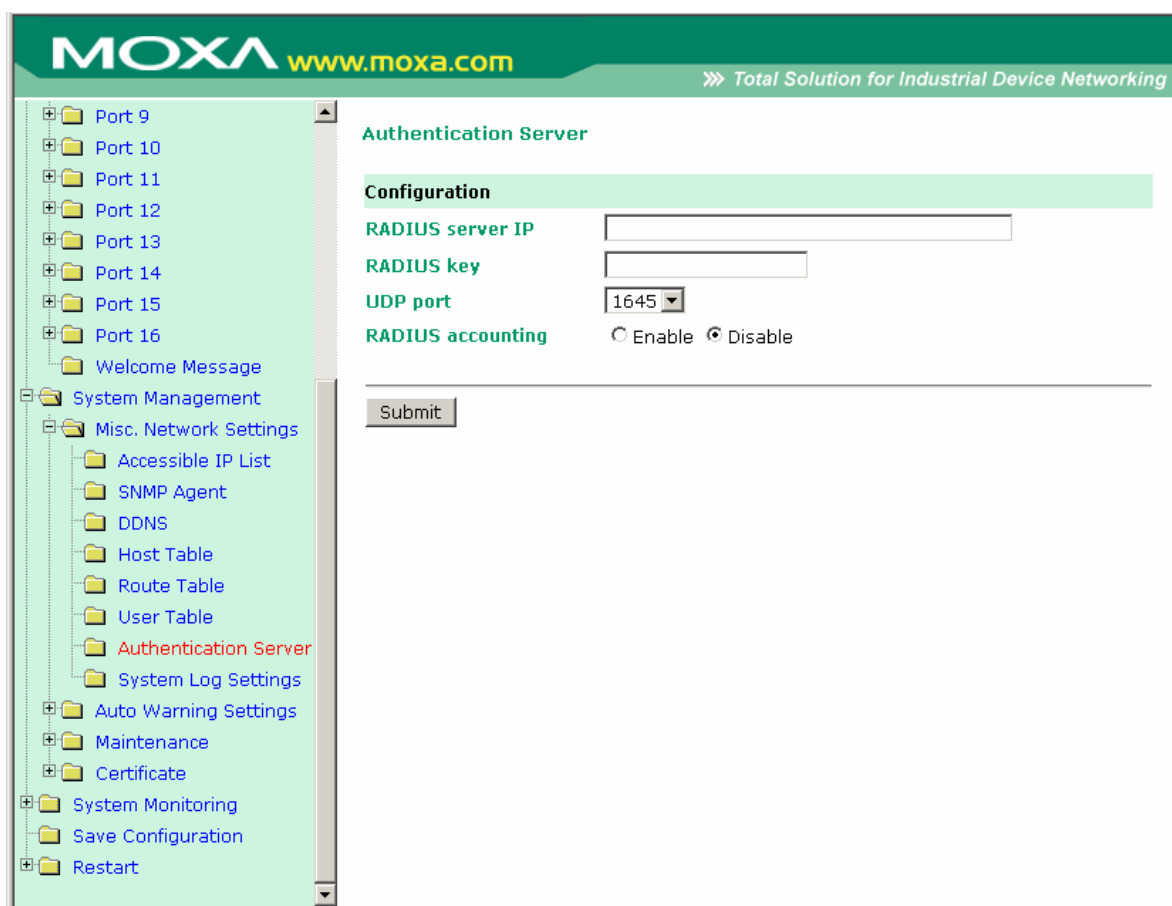 MOXA www.moxa.com
Total Solution for Industrial Device Networking
Port 9
Port 10
Port 11
Port 12
Port 13
Port 14
Port 15
Port 16
Welcome Message
System Management
Misc. Network Settings
Accessible IP List
SNMP Agent
DDNS
Host Table
Route Table
User Table
Authentication Server
System Log Settings
Auto Warning Settings
Maintenance
Certificate
System Monitoring
Save Configuration
Restart
Authentication Server
Configuration
RADIUS server IP
RADIUS key
UDP port 1645
RADIUS accounting Enable Disable
Submit